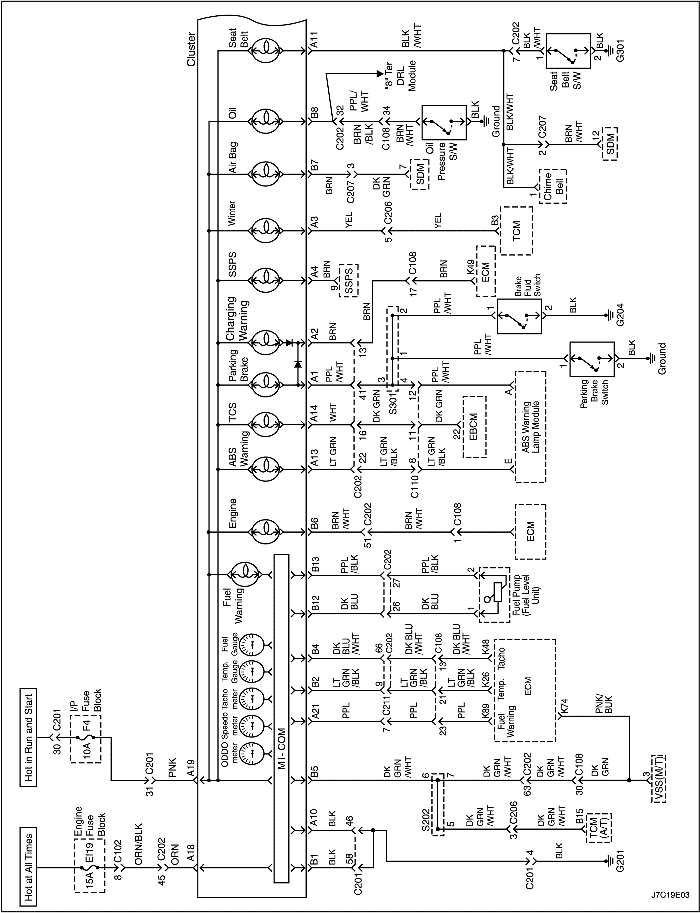 Cluster
Seat
Belt
A11
BLK
/WHT
C202
7
BLK
/WHT
1
Seat
Belt
S/W
2
BLK
G301
Oil
B8
C202
32
PPL/
WHT
"8" Ter
DRL
Module
BRN
/BLK
C108
34
Oil
Pressure
S/W
BLK
Ground
BLK/WHT
C207
2
BRN
/WHT
12
SDM
BLK/WHT
1
Chime
Bell
Air Bag
B7
BRN
3
C207
DK
GRN
7
SDM
Winter
A3
YEL
C206
5
YEL
B3
TCM
SSPS
A4
BRN
9
SSPS
Charging
Warning
A2
BRN
13
BRN
C108
17
BRN
K49
ECM
Parking
Brake
A1
PPL
/WHT
41
S301
3
2
1
4
PPL
/WHT
1
Brake
Fluid
Switch
2
BLK
G204
PPL
/WHT
1
Parking
Brake
Switch
2
BLK
Ground
12
PPL
/WHT
A
TCS
A14
WHT
16
DK GRN
11
DK GRN
22
EBCM
ABS
Warning
A13
LT GRN
C202
22
LT GRN
/BLK
C110
8
LT GRN
/BLK
E
ABS Warning
Lamp Module
Engine
B6
BRN
/WHT
51
C202
BRN
/WHT
C108
1
ECM
Fuel
Warning
B13
PPL
/BLK
C202
27
PPL
/BLK
2
B12
DK
BLU
26
DK
BLU
1
Fuel Pump
(Fuel Level
Unit)
Fuel
Gauge
Temp.
Gauge
Tacho
meter
Speedo
meter
ODDO
MI-COM
B4
DK
BLU
/WHT
66
C202
DK BLU
/WHT
C108
13
DK BLU
/WHT
K48
Tacho
B2
LT
GRN
/BLK
9
LT
GRN
/BLK
21
LT
GRN
/BLK
K26
Temp.
A21
PPL
C211
7
PPL
23
PPL
K89
Fuel
Warning
ECM
K74
PNK/
BLK
Hot in Run and Start
30
C201
I/P
Fuse
Block
10A
F4
31
C201
PNK
A19
B5
DK
GRN
/WHT
S202
6
7
5
DK
GRN
/WHT
63
C202
DK
GRN
/WHT
30
C108
DK
GRN
3
VSS(M/T)
DK
GRN
/WHT
C206
3
DK
GRN
/WHT
B15
TCM
(A/T)
Hot at All Times
Engine
Fuse
Block
15A
Ef19
8
C102
ORN/BLK
45
C202
ORN
A18
A10
BLK
46
B1
BLK
58
C201
C201
4
BLK
G201
J7C19E03